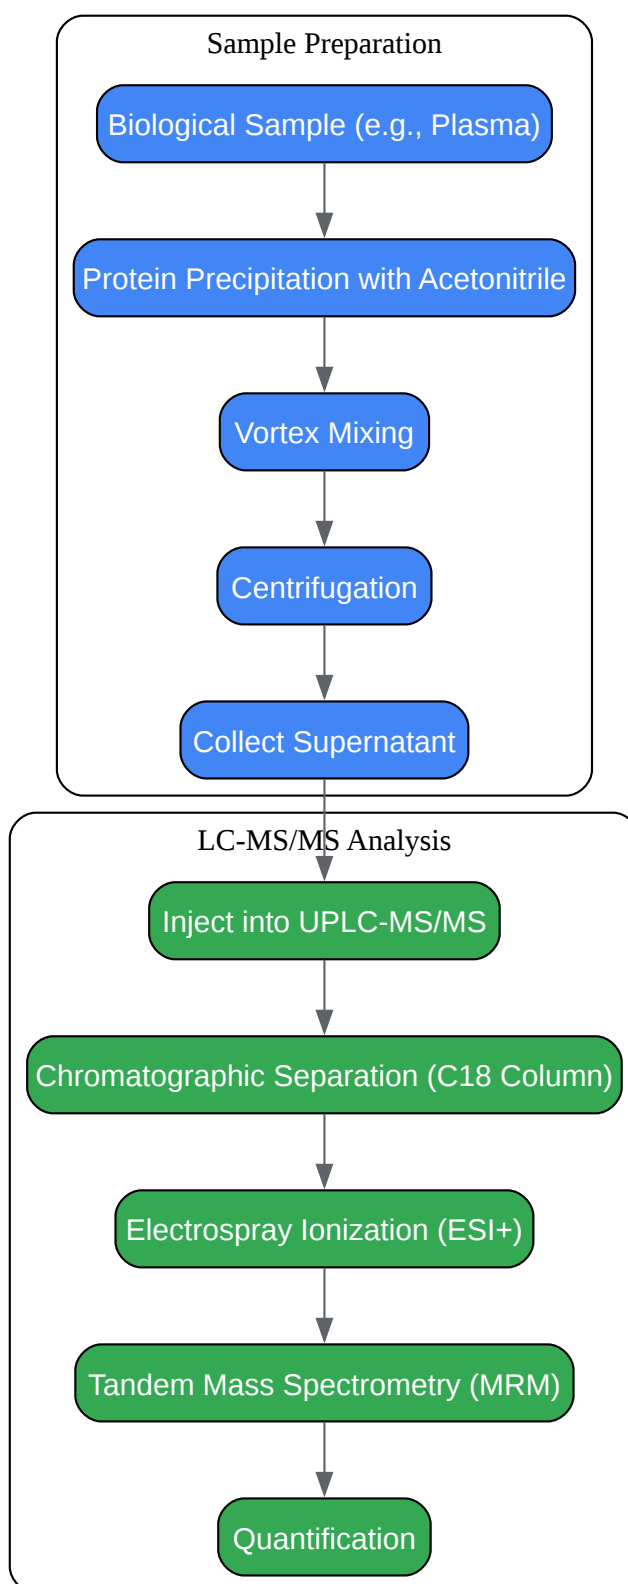 Sample Preparation
Biological Sample (e.g., Plasma)
Protein Precipitation with Acetonitrile
Vortex Mixing
Centrifugation
Collect Supernatant
LC-MS/MS Analysis
Inject into UPLC-MS/MS
Chromatographic Separation (C18 Column)
Electrospray Ionization (ESI+)
Tandem Mass Spectrometry (MRM)
Quantification